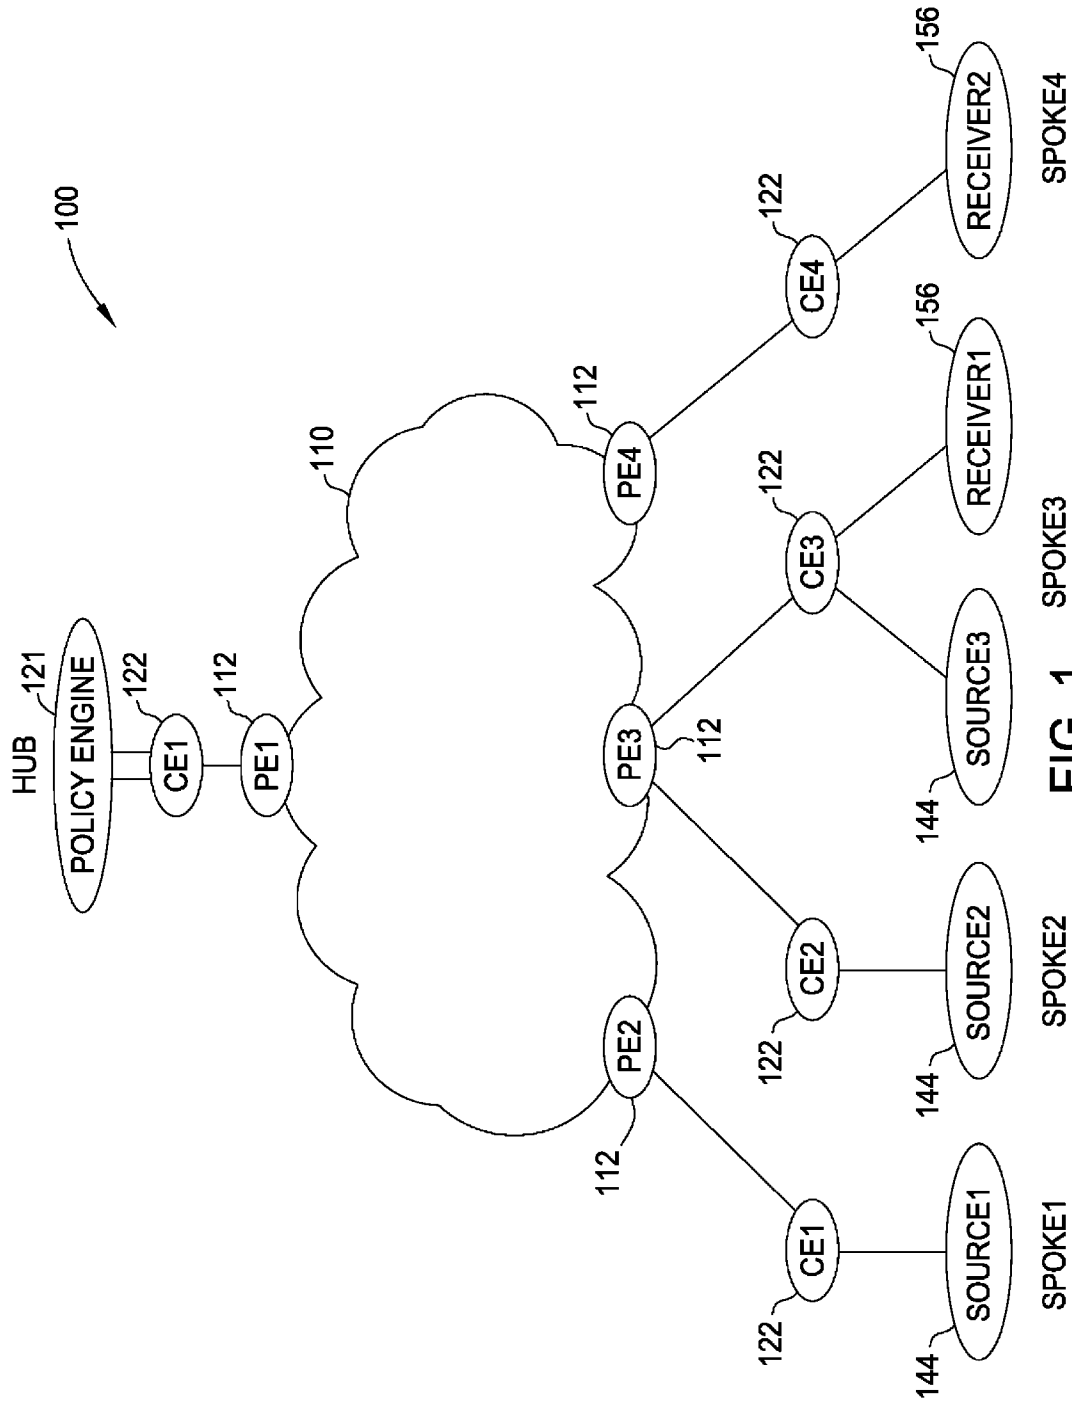 100
HUB
POLICY ENGINE
121
CE1
122
PE1
112
110
PE2
112
PE3
112
PE4
112
CE1
122
CE2
122
CE3
122
CE4
122
SOURCE1
144
SOURCE2
144
SOURCE3
144
RECEIVER1
156
RECEIVER2
156
SPOKE1
SPOKE2
SPOKE3
SPOKE4
FIG. 1